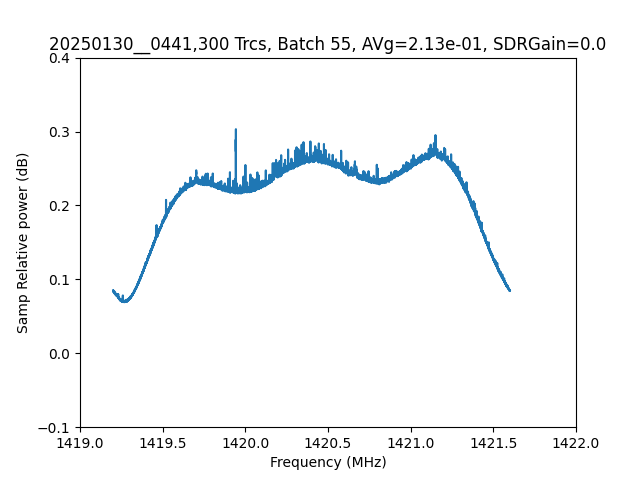 20250130__0441,300 Trcs, Batch 55, AVg=2.13e-01, SDRGain=0.0
0.4
0.3
0.2
0.1
0.0
−0.1
Samp Relative power (dB)
1419.0 1419.5 1420.0 1420.5 1421.0 1421.5 1422.0
Frequency (MHz)